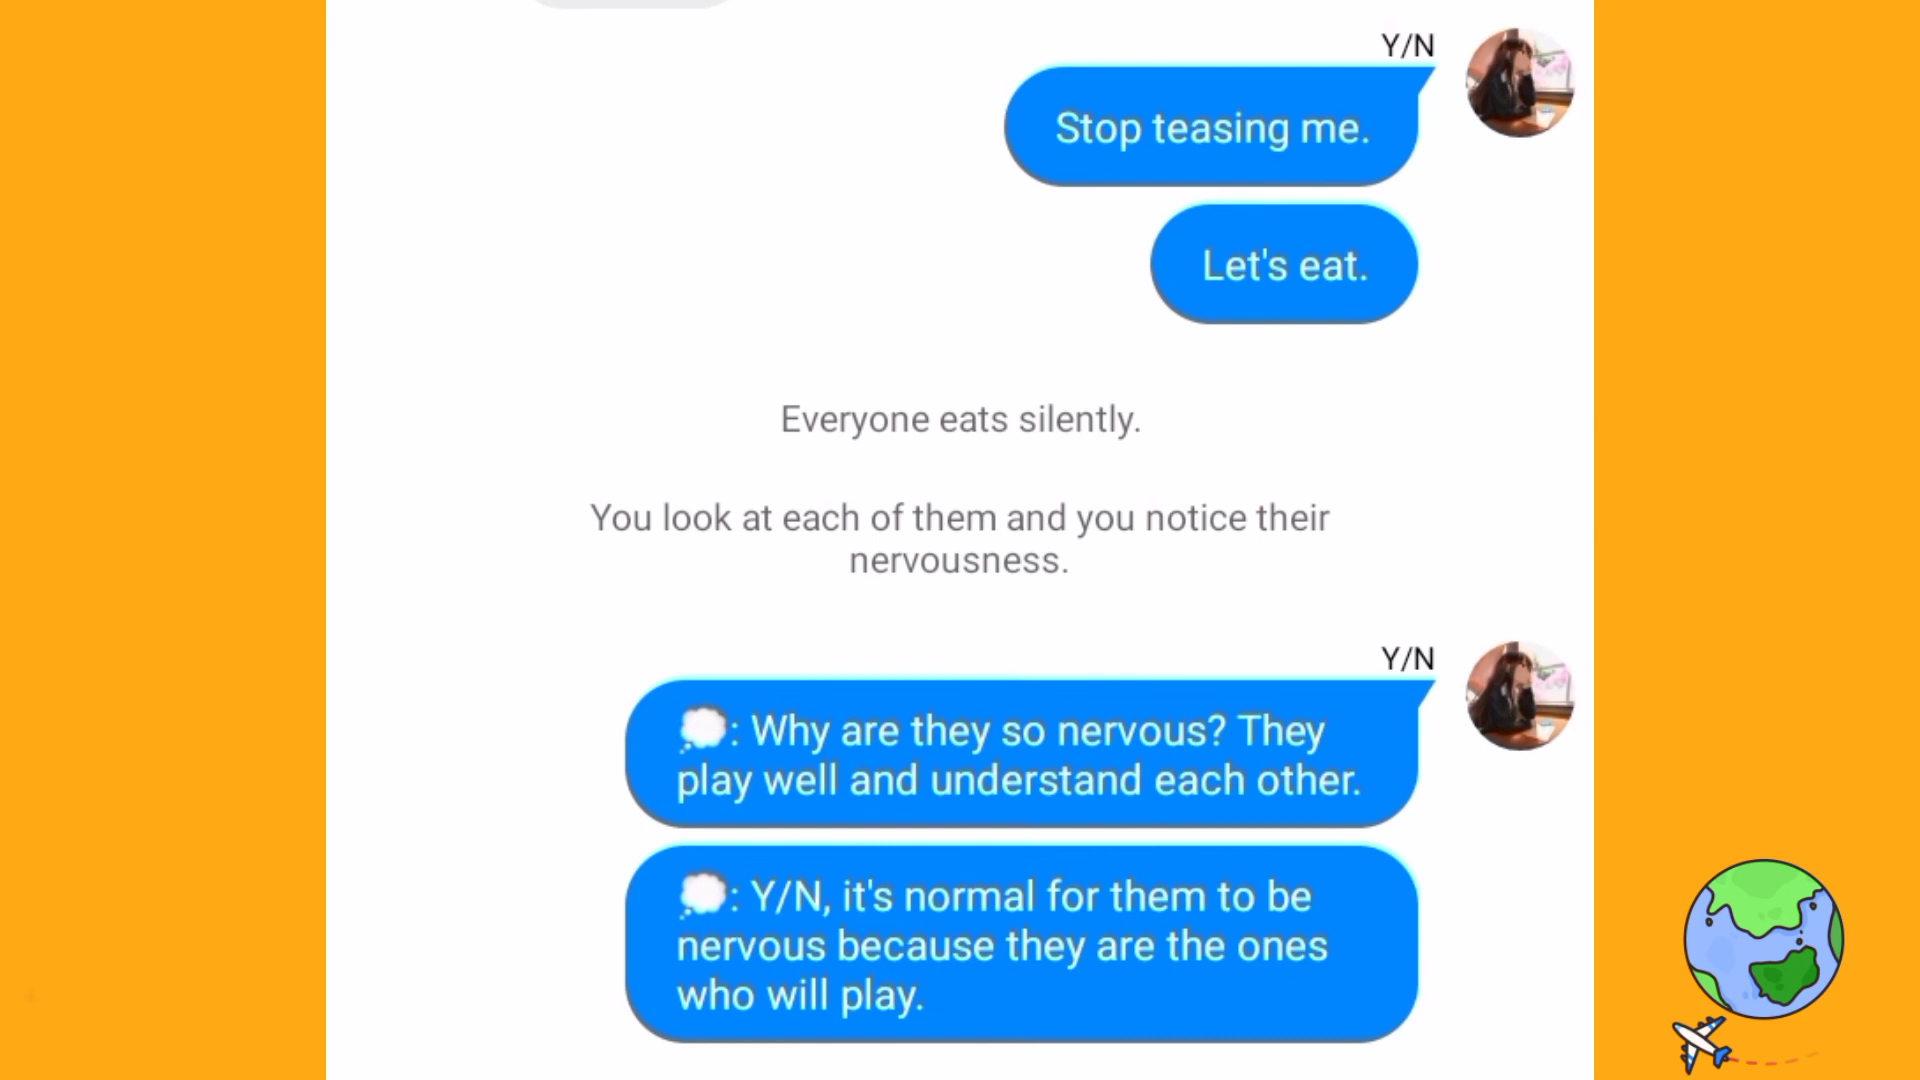 Y/N
Stop teasing me.
Let's eat.
Everyone eats silently.
You look at each of them and you notice their
nervousness.
Y/N
💭: Why are they so nervous? They
play well and understand each other.
💭: Y/N, it's normal for them to be
nervous because they are the ones
who will play.